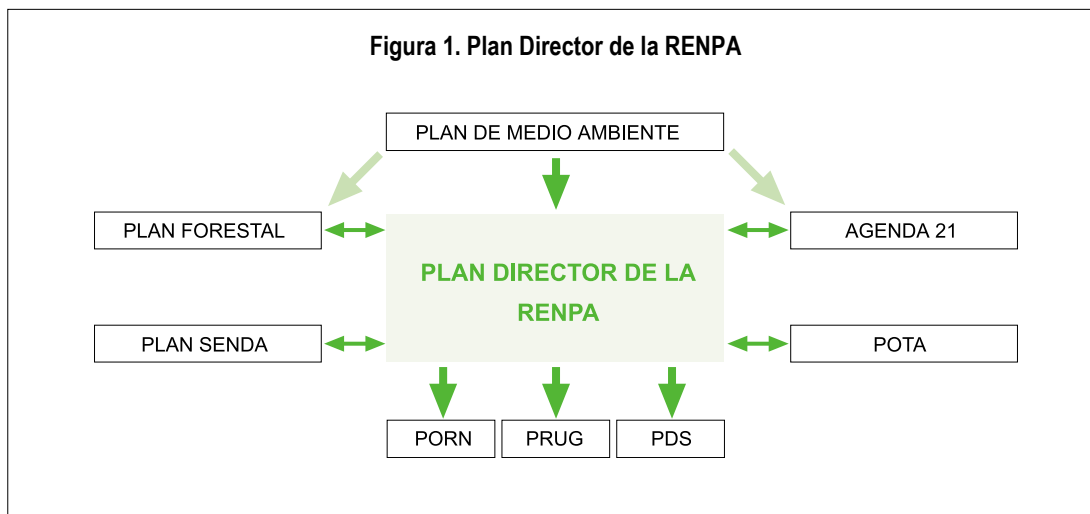 Figura 1. Plan Director de la RENPA
PLAN DE MEDIO AMBIENTE
PLAN FORESTAL
AGENDA 21
PLAN DIRECTOR DE LA
RENPA
PLAN SENDA
POTA
PORN
PRUG
PDS